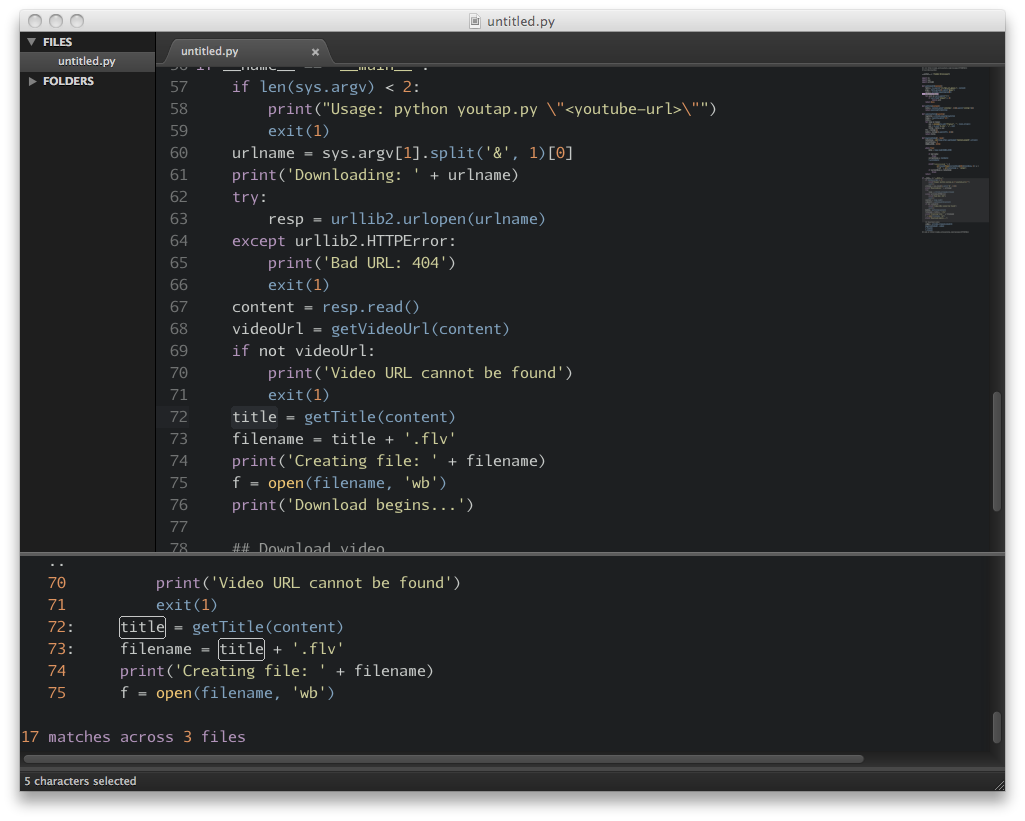 untitled.py
FILES
untitled.py
FOLDERS
untitled.py ×
56 if __name__ == '__main__':
57 if len(sys.argv) < 2:
58 print("Usage: python youtap.py \"<youtube-url>\"")
59 exit(1)
60 urlname = sys.argv[1].split('&', 1)[0]
61 print('Downloading: ' + urlname)
62 try:
63 resp = urllib2.urlopen(urlname)
64 except urllib2.HTTPError:
65 print('Bad URL: 404')
66 exit(1)
67 content = resp.read()
68 videoUrl = getVideoUrl(content)
69 if not videoUrl:
70 print('Video URL cannot be found')
71 exit(1)
72 title = getTitle(content)
73 filename = title + '.flv'
74 print('Creating file: ' + filename)
75 f = open(filename, 'wb')
76 print('Download begins...')
77
78 ## Download video
..
70 print('Video URL cannot be found')
71 exit(1)
72: title = getTitle(content)
73: filename = title + '.flv'
74 print('Creating file: ' + filename)
75 f = open(filename, 'wb')
17 matches across 3 files
5 characters selected